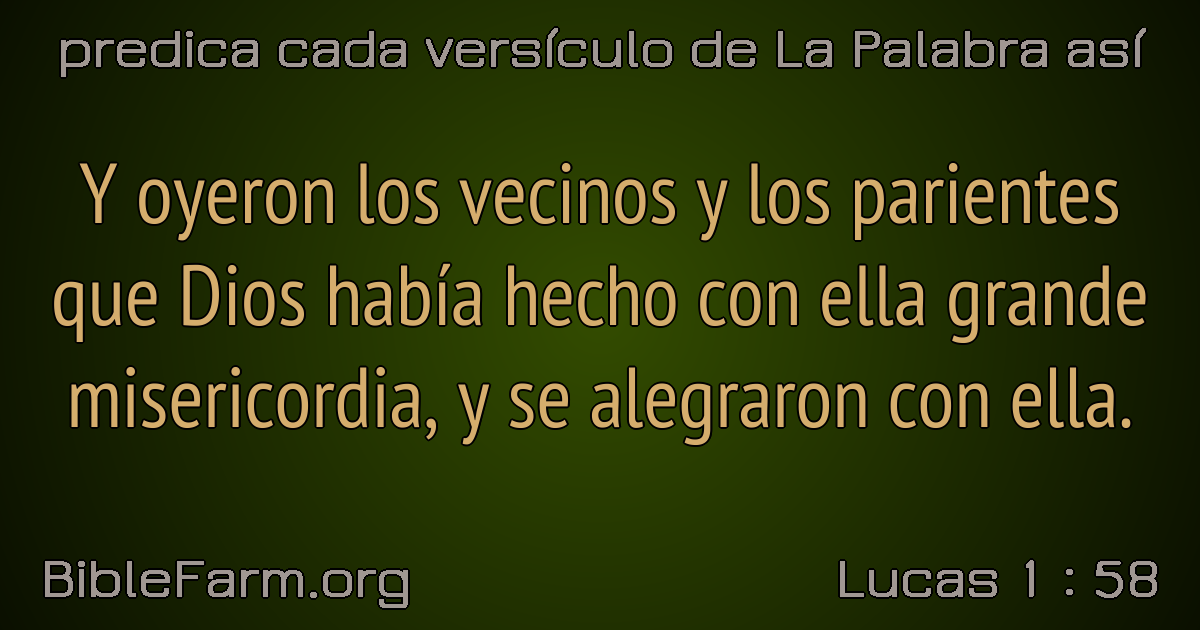 predica cada versículo de La Palabra así
Y oyeron los vecinos y los parientes
que Dios había hecho con ella grande
misericordia, y se alegraron con ella.
BibleFarm.org
Lucas 1 : 58